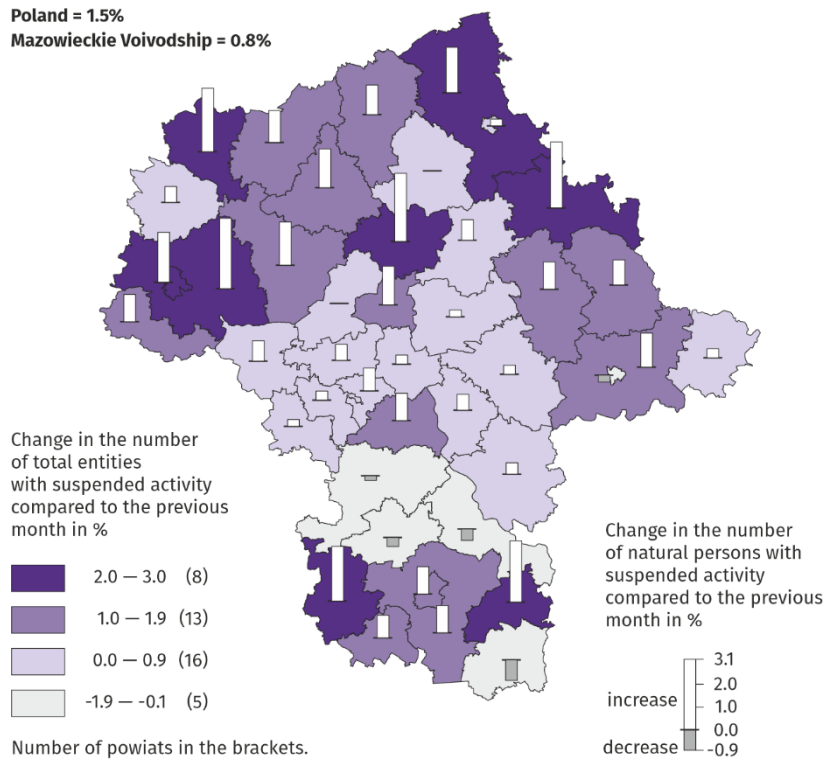 Poland = 1.5%
Mazowieckie Voivodship = 0.8%
Change in the number
of total entities
with suspended activity
compared to the previous
month in %
2.0 — 3.0 (8)
1.0 — 1.9 (13)
0.0 — 0.9 (16)
-1.9 — -0.1 (5)
Number of powiats in the brackets.
Change in the number
of natural persons with
suspended activity
compared to the previous
month in %
3.1
2.0
increase 1.0
0.0
decrease -0.9